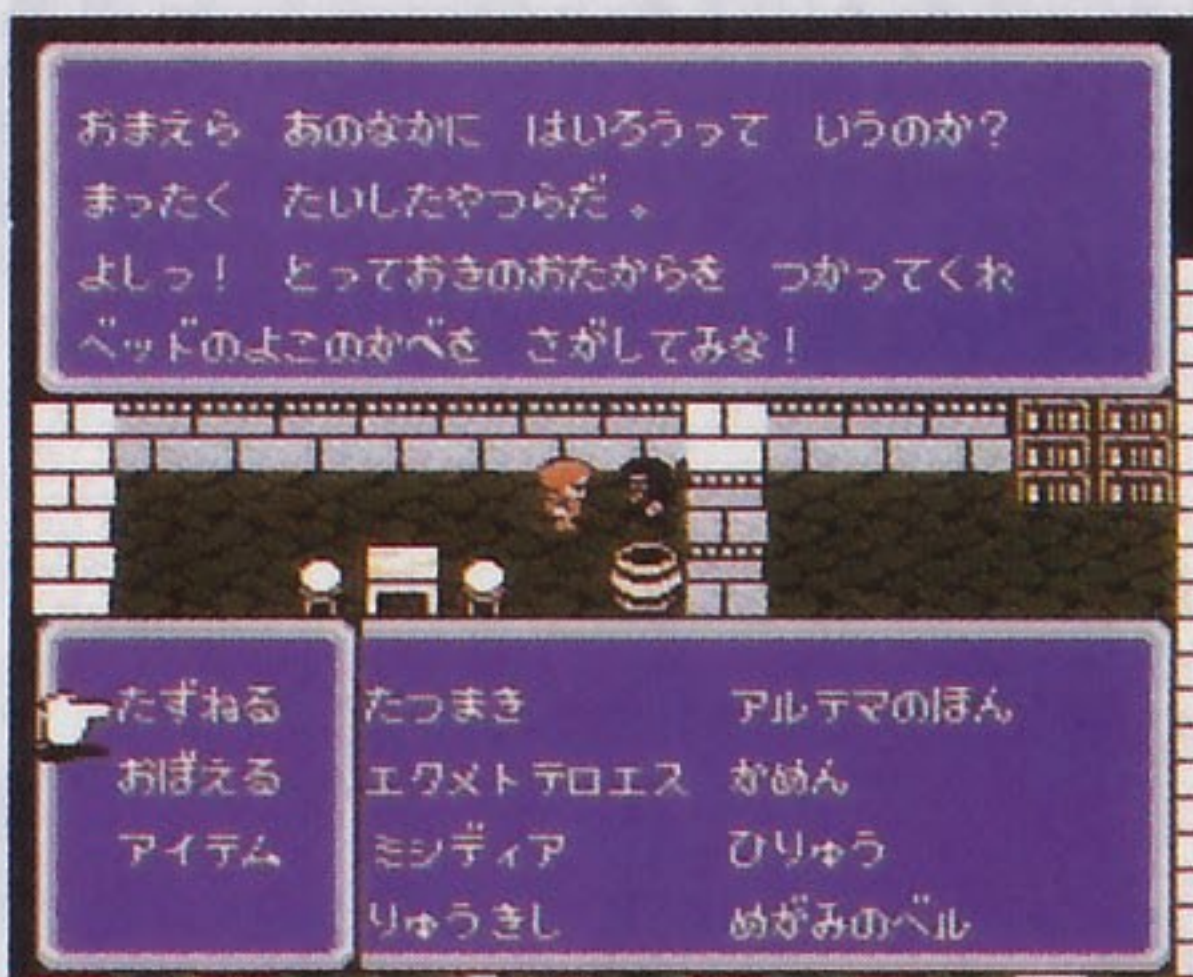 おまえら　あのなかに　はいろうって　いうのか？
まったく　たいしたやつらだ。
よしっ！　とっておきのおたからを　つかってくれ
ベッドのよこのかべを　さがしてみな！
たずねる
おぼえる
アイテム
たつまき　アルテマのほん
エクメトテロエス　かめん
ミシディア　ひりゅう
りゅうきし　めがみのベル